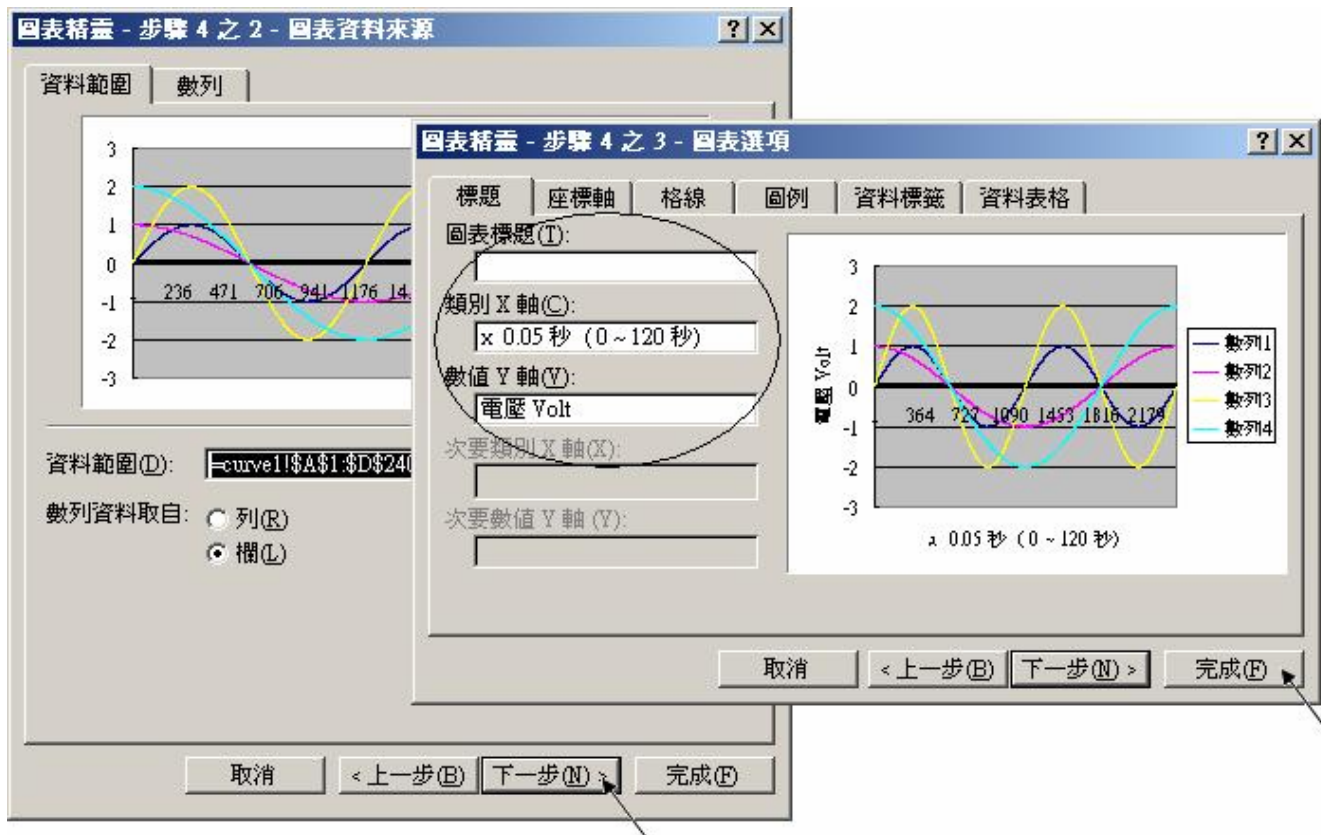 圖表精靈 - 步驟 4 之 2 - 圖表資料來源
資料範圍 數列
3
2
1
0
-1
-2
-3
236 471 706 941 1176 14
資料範圍(D): =curve1!$A$1:$D$240
數列資料取自: 列(R)
欄(L)
取消 <上一步(B) 下一步(N) > 完成(F)
圖表精靈 - 步驟 4 之 3 - 圖表選項
標題 座標軸 格線 圖例 資料標籤 資料表格
圖表標題(T):
類別 X 軸(C):
x 0.05 秒 (0 ~ 120 秒)
數值 Y 軸(V):
電壓 Volt
次要類別 X 軸(X):
次要數值 Y 軸 (Y):
電壓 Volt
3
2
1
0
-1
-2
-3
364 727 1090 1453 1816 2179
x 0.05 秒 (0 ~ 120 秒)
數列1
數列2
數列3
數列4
取消 <上一步(B) 下一步(N) > 完成(F)